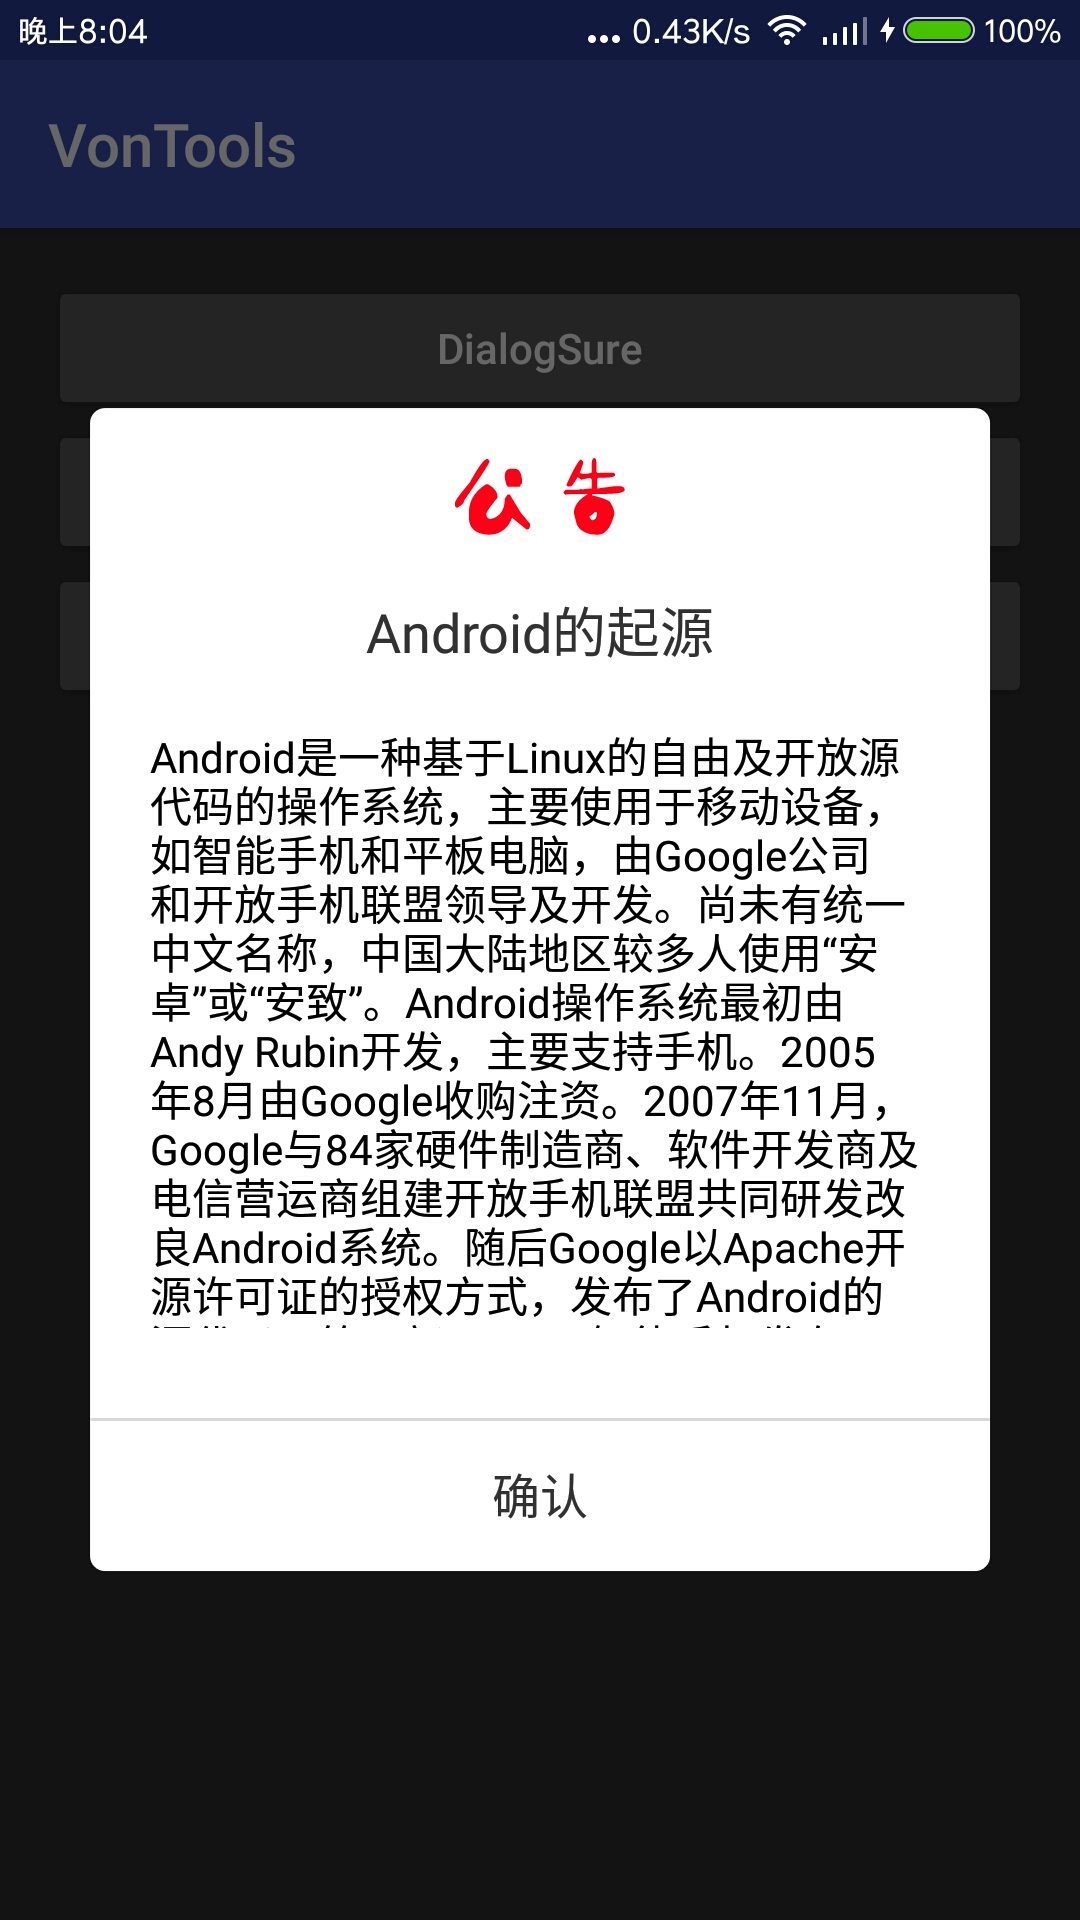 晚上8:04
0.43K/s
100%
VonTools
DialogSure
公告
Android的起源
Android是一种基于Linux的自由及开放源
代码的操作系统，主要使用于移动设备，
如智能手机和平板电脑，由Google公司
和开放手机联盟领导及开发。尚未有统一
中文名称，中国大陆地区较多人使用“安
卓”或“安致”。Android操作系统最初由
Andy Rubin开发，主要支持手机。2005
年8月由Google收购注资。2007年11月，
Google与84家硬件制造商、软件开发商及
电信营运商组建开放手机联盟共同研发改
良Android系统。随后Google以Apache开
源许可证的授权方式，发布了Android的
确认